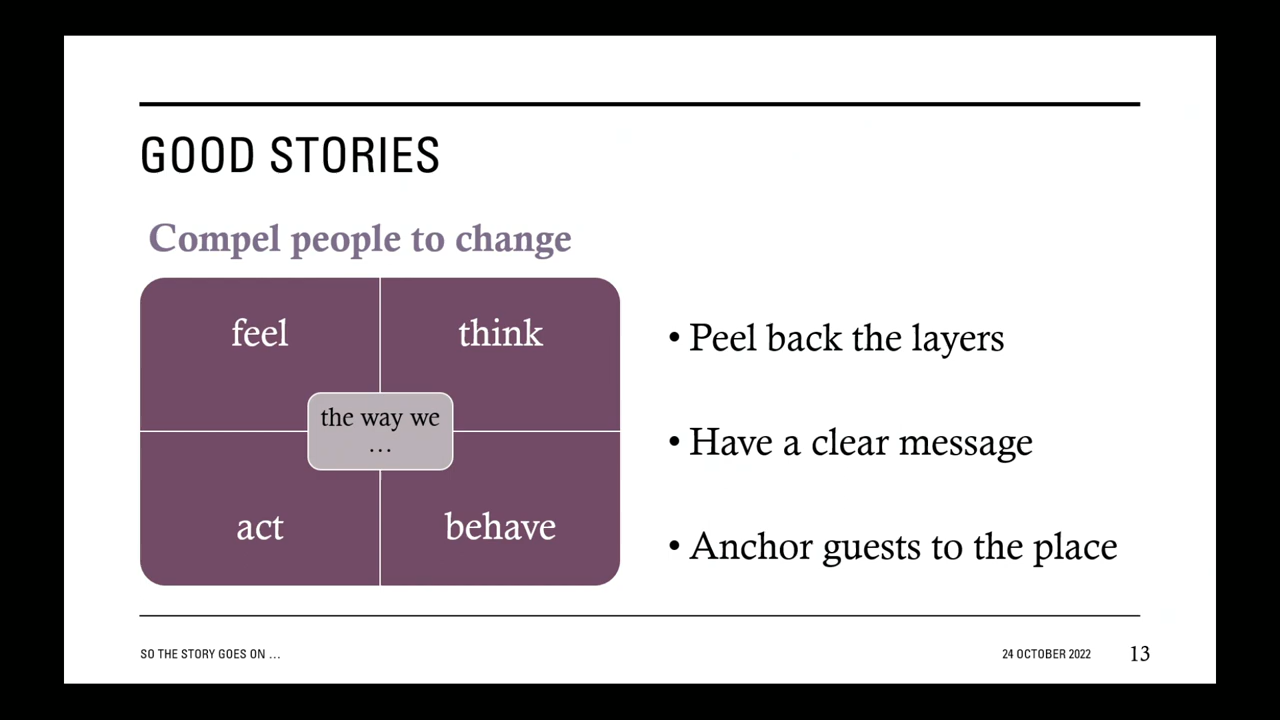 GOOD STORIES
Compel people to change
feel
think
the way we
…
act
behave
• Peel back the layers
• Have a clear message
• Anchor guests to the place
SO THE STORY GOES ON …
24 OCTOBER 2022
13